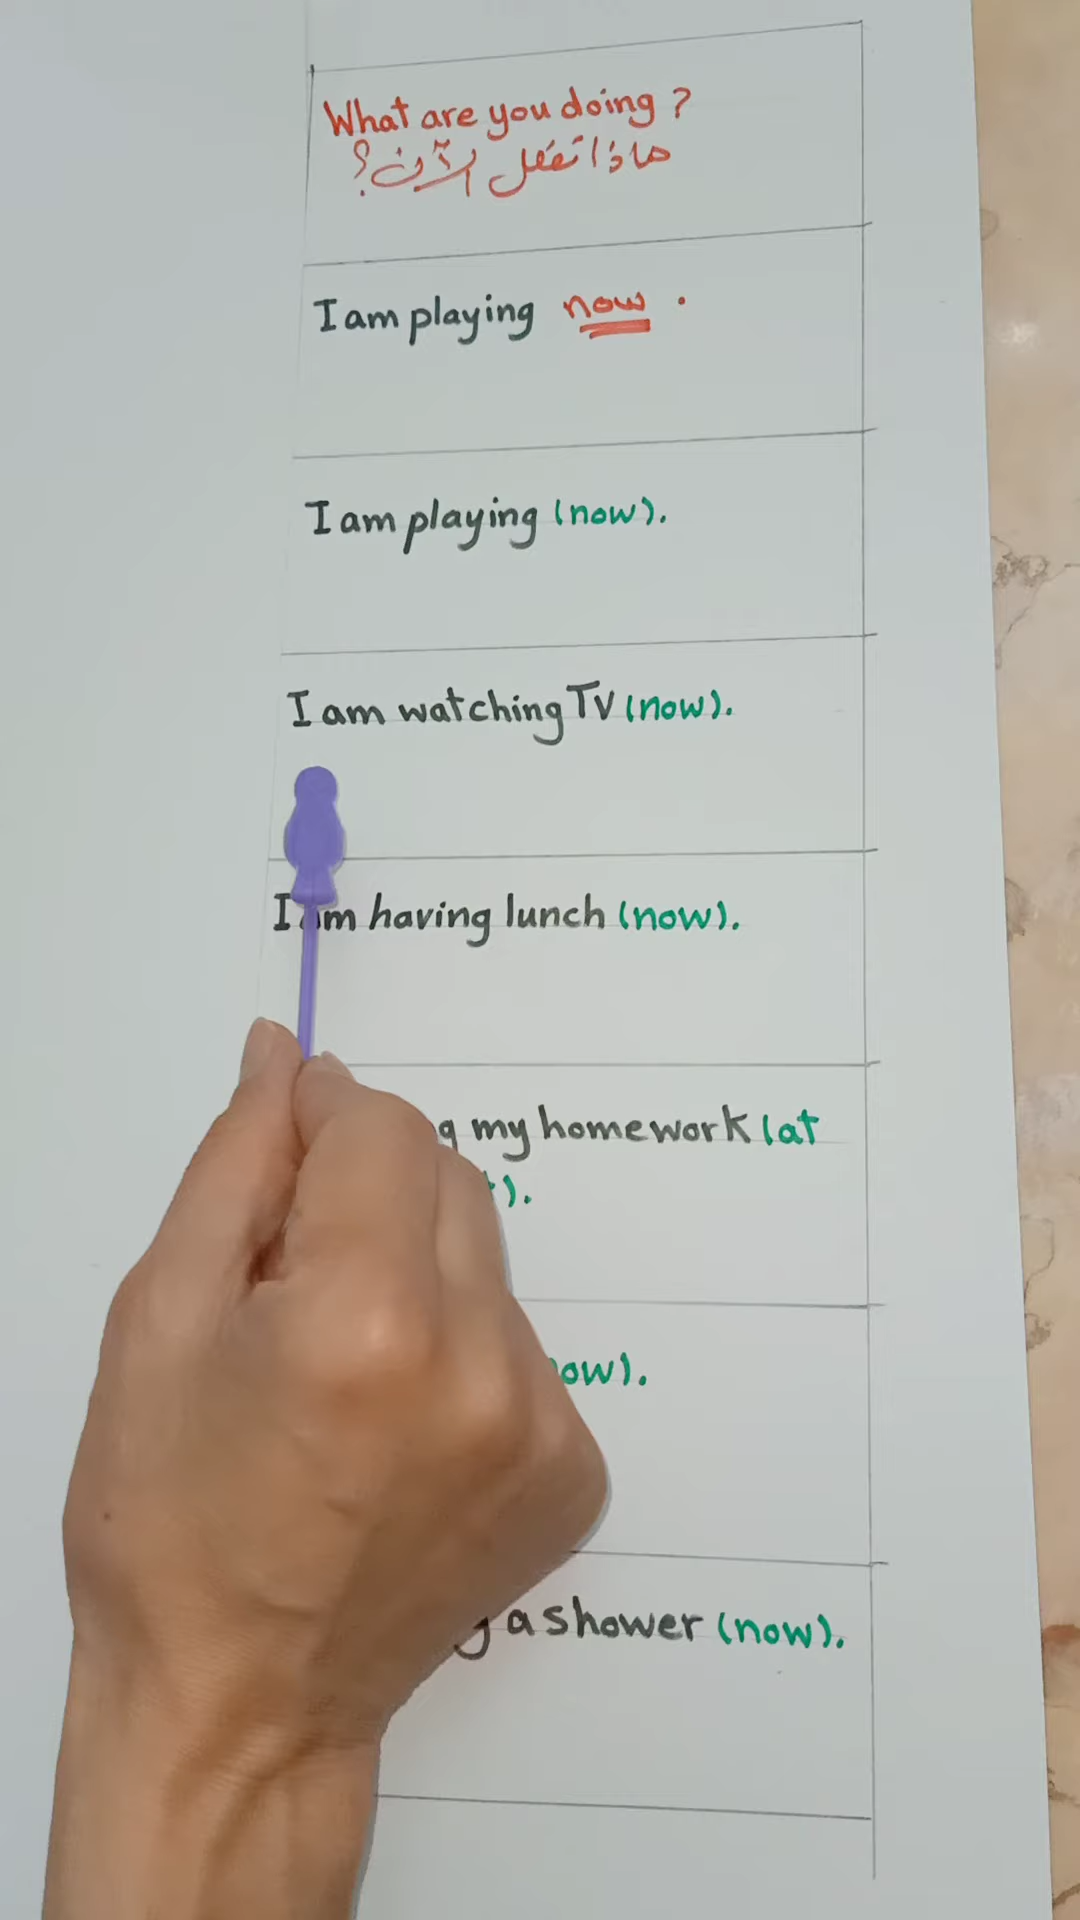 What are you doing?
ماذا تفعل الآن؟
I am playing now.
I am playing (now).
I am watching TV (now).
I am having lunch (now).
my homework (at
).
a shower (now).